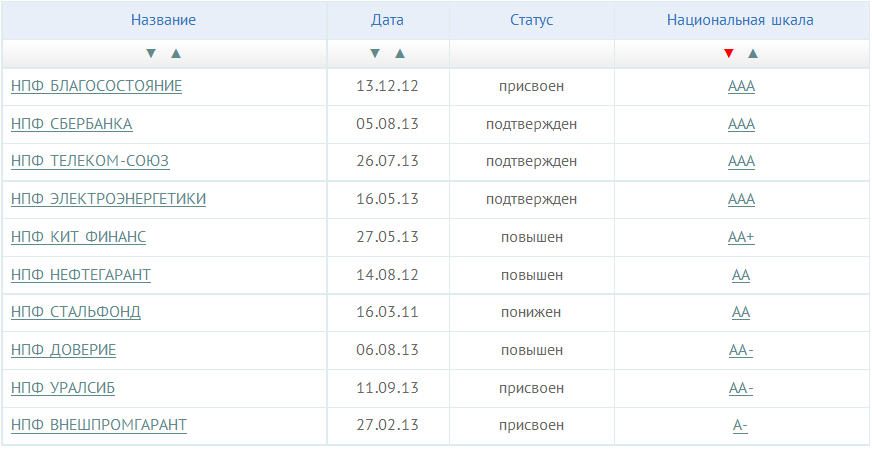 Название Дата Статус Национальная шкала
▼ ▲ ▼ ▲ ▼ ▲
НПФ БЛАГОСОСТОЯНИЕ 13.12.12 присвоен AAA
НПФ СБЕРБАНКА 05.08.13 подтвержден AAA
НПФ ТЕЛЕКОМ-СОЮЗ 26.07.13 подтвержден AAA
НПФ ЭЛЕКТРОЭНЕРГЕТИКИ 16.05.13 подтвержден AAA
НПФ КИТ ФИНАНС 27.05.13 повышен AA+
НПФ НЕФТЕГАРАНТ 14.08.12 повышен AA
НПФ СТАЛЬФОНД 16.03.11 понижен AA
НПФ ДОВЕРИЕ 06.08.13 повышен AA-
НПФ УРАЛСИБ 11.09.13 присвоен AA-
НПФ ВНЕШПРОМГАРАНТ 27.02.13 присвоен A-